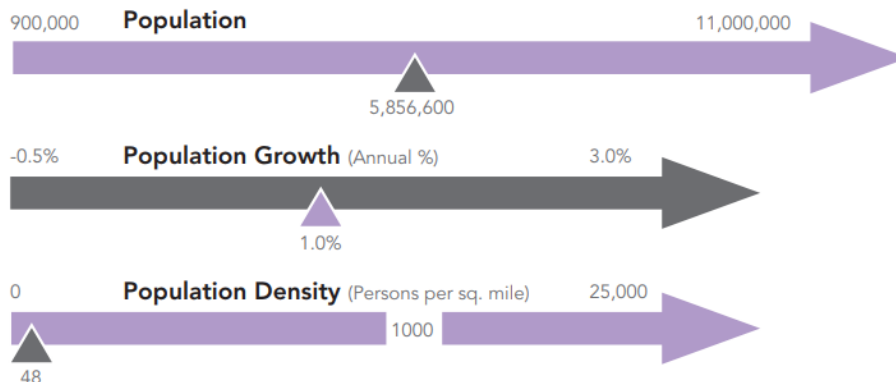 900,000 Population 11,000,000
5,856,600
-0.5% Population Growth (Annual %) 3.0%
1.0%
0 Population Density (Persons per sq. mile) 25,000
1000
48